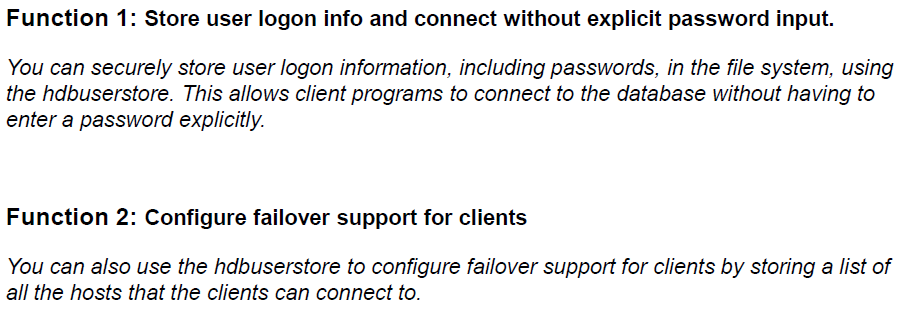 Function 1: Store user logon info and connect without explicit password input.
You can securely store user logon information, including passwords, in the file system, using
the hdbuserstore. This allows client programs to connect to the database without having to
enter a password explicitly.
Function 2: Configure failover support for clients
You can also use the hdbuserstore to configure failover support for clients by storing a list of
all the hosts that the clients can connect to.